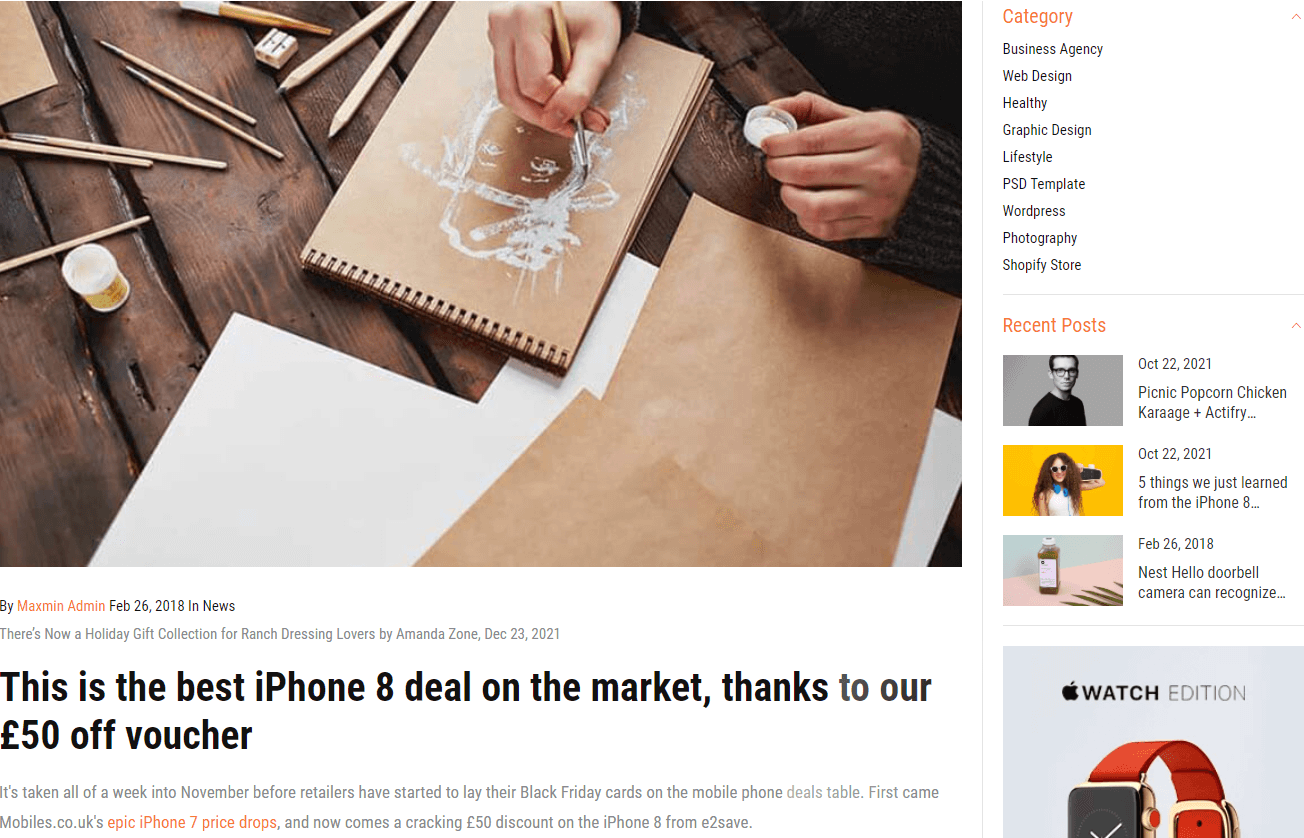 By Maxmin Admin Feb 26, 2018 In News
There’s Now a Holiday Gift Collection for Ranch Dressing Lovers by Amanda Zone, Dec 23, 2021
This is the best iPhone 8 deal on the market, thanks to our
£50 off voucher
It's taken all of a week into November before retailers have started to lay their Black Friday cards on the mobile phone deals table. First came
Mobiles.co.uk's epic iPhone 7 price drops, and now comes a cracking £50 discount on the iPhone 8 from e2save.
Category
Business Agency
Web Design
Healthy
Graphic Design
Lifestyle
PSD Template
Wordpress
Photography
Shopify Store
Recent Posts
Oct 22, 2021
Picnic Popcorn Chicken
Karaage + Actifry…
Oct 22, 2021
5 things we just learned
from the iPhone 8…
Feb 26, 2018
Nest Hello doorbell
camera can recognize…
WATCH EDITION